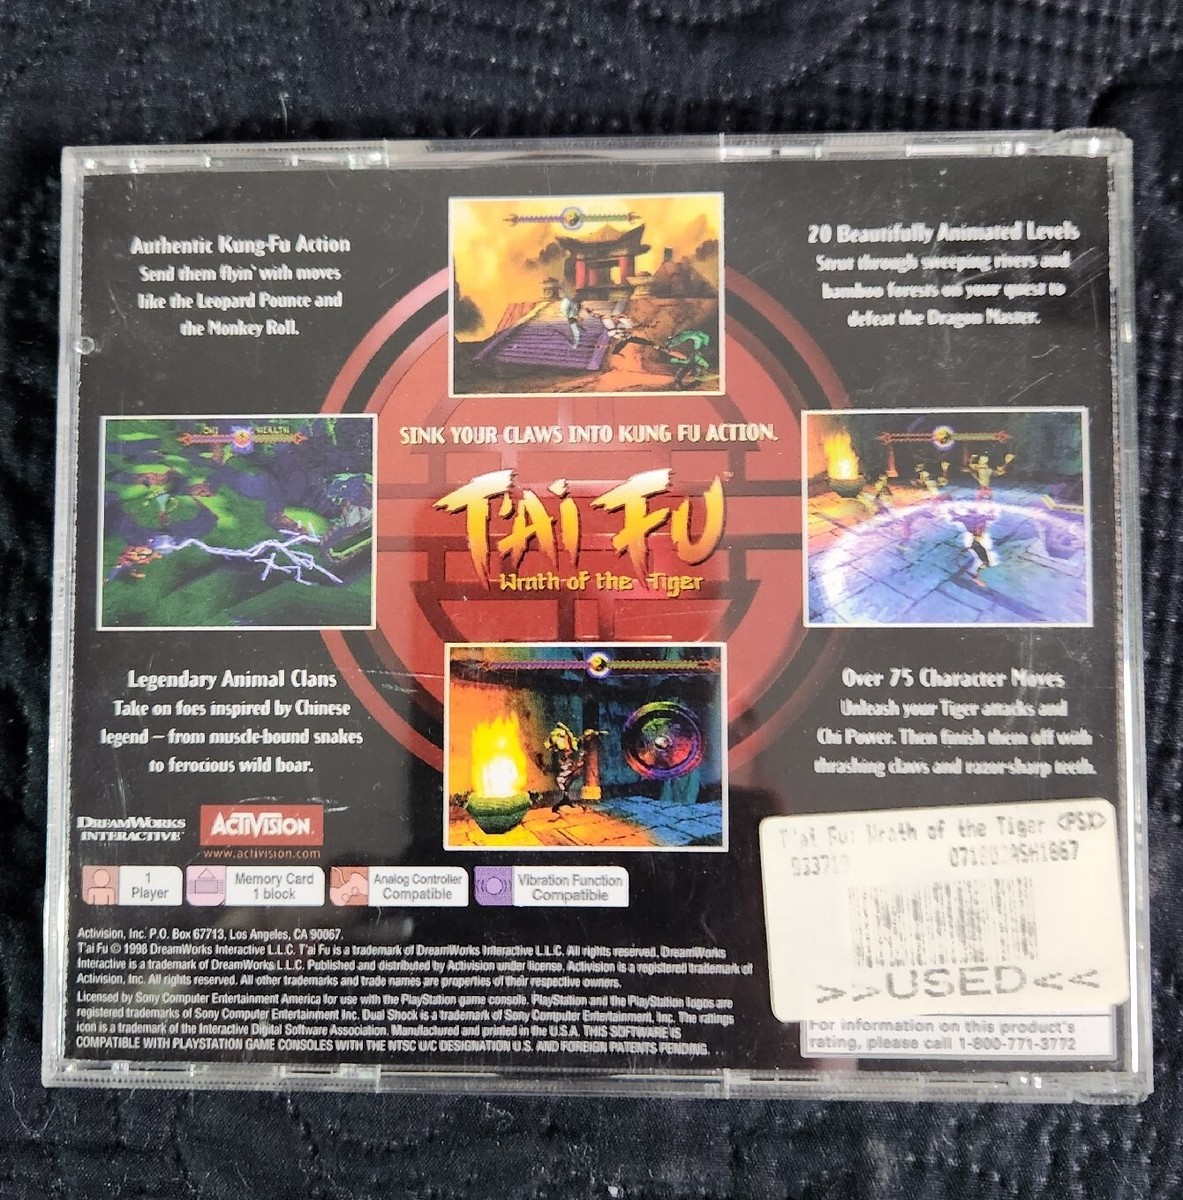 Authentic Kung-Fu Action
Send them flyin' with moves
like the Leopard Pounce and
the Monkey Roll.
20 Beautifully Animated Levels
Strut through sweeping rivers and
bamboo forests on your quest to
defeat the Dragon Master.
SINK YOUR CLAWS INTO KUNG FU ACTION.
T'AI FU™
Wrath of the Tiger
CHI HEALTH
Legendary Animal Clans
Take on foes inspired by Chinese
legend – from muscle-bound snakes
to ferocious wild boar.
Over 75 Character Moves
Unleash your Tiger attacks and
Chi Power. Then finish them off with
thrashing claws and razor-sharp teeth.
DREAMWORKS
INTERACTIVE
ACTIVISION
www.activision.com
1
Player
Memory Card
1 block
Analog Controller
Compatible
Vibration Function
Compatible
T'ai Fu: Wrath of the Tiger <PSX>
>>USED<<
For information on this product's
rating, please call 1-800-771-3772
Activision, Inc. P.O. Box 67713, Los Angeles, CA 90067.
T'ai Fu © 1998 DreamWorks Interactive L.L.C. T'ai Fu is a trademark of DreamWorks Interactive L.L.C. All rights reserved. DreamWorks
Interactive is a trademark of DreamWorks L.L.C. Published and distributed by Activision under license. Activision is a registered trademark of
Activision, Inc. All rights reserved. All other trademarks and trade names are properties of their respective owners.
Licensed by Sony Computer Entertainment America for use with the PlayStation game console. PlayStation and the PlayStation logos are
registered trademarks of Sony Computer Entertainment Inc. Dual Shock is a trademark of Sony Computer Entertainment, Inc. The ratings
icon is a trademark of the Interactive Digital Software Association. Manufactured and printed in the U.S.A. THIS SOFTWARE IS
COMPATIBLE WITH PLAYSTATION GAME CONSOLES WITH THE NTSC U/C DESIGNATION U.S. AND FOREIGN PATENTS PENDING.